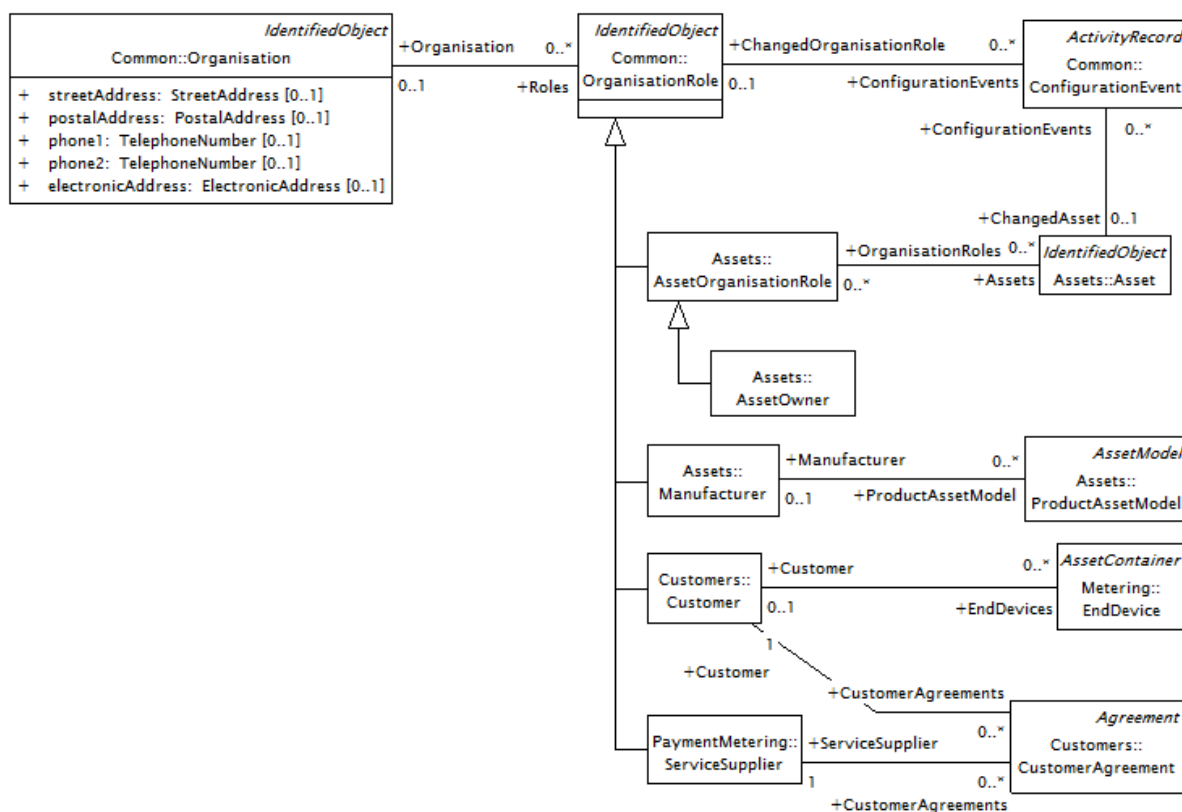 IdentifiedObject
Common::Organisation
+ streetAddress: StreetAddress [0..1]
+ postalAddress: PostalAddress [0..1]
+ phone1: TelephoneNumber [0..1]
+ phone2: TelephoneNumber [0..1]
+ electronicAddress: ElectronicAddress [0..1]
+Organisation 0..*
0..1 +Roles
IdentifiedObject
Common::
OrganisationRole
+ChangedOrganisationRole 0..*
0..1 +ConfigurationEvents
ActivityRecord
Common::
ConfigurationEvent
+ConfigurationEvents 0..*
+ChangedAsset 0..1
Assets::
AssetOrganisationRole
+OrganisationRoles 0..*
0..* +Assets
IdentifiedObject
Assets::Asset
Assets::
AssetOwner
Assets::
Manufacturer
+Manufacturer 0..*
0..1 +ProductAssetModel
AssetModel
Assets::
ProductAssetModel
Customers::
Customer
+Customer 0..*
0..1 +EndDevices
AssetContainer
Metering::
EndDevice
1
+Customer
+CustomerAgreements
0..*
PaymentMetering::
ServiceSupplier
+ServiceSupplier
1 0..*
+CustomerAgreements
Agreement
Customers::
CustomerAgreement